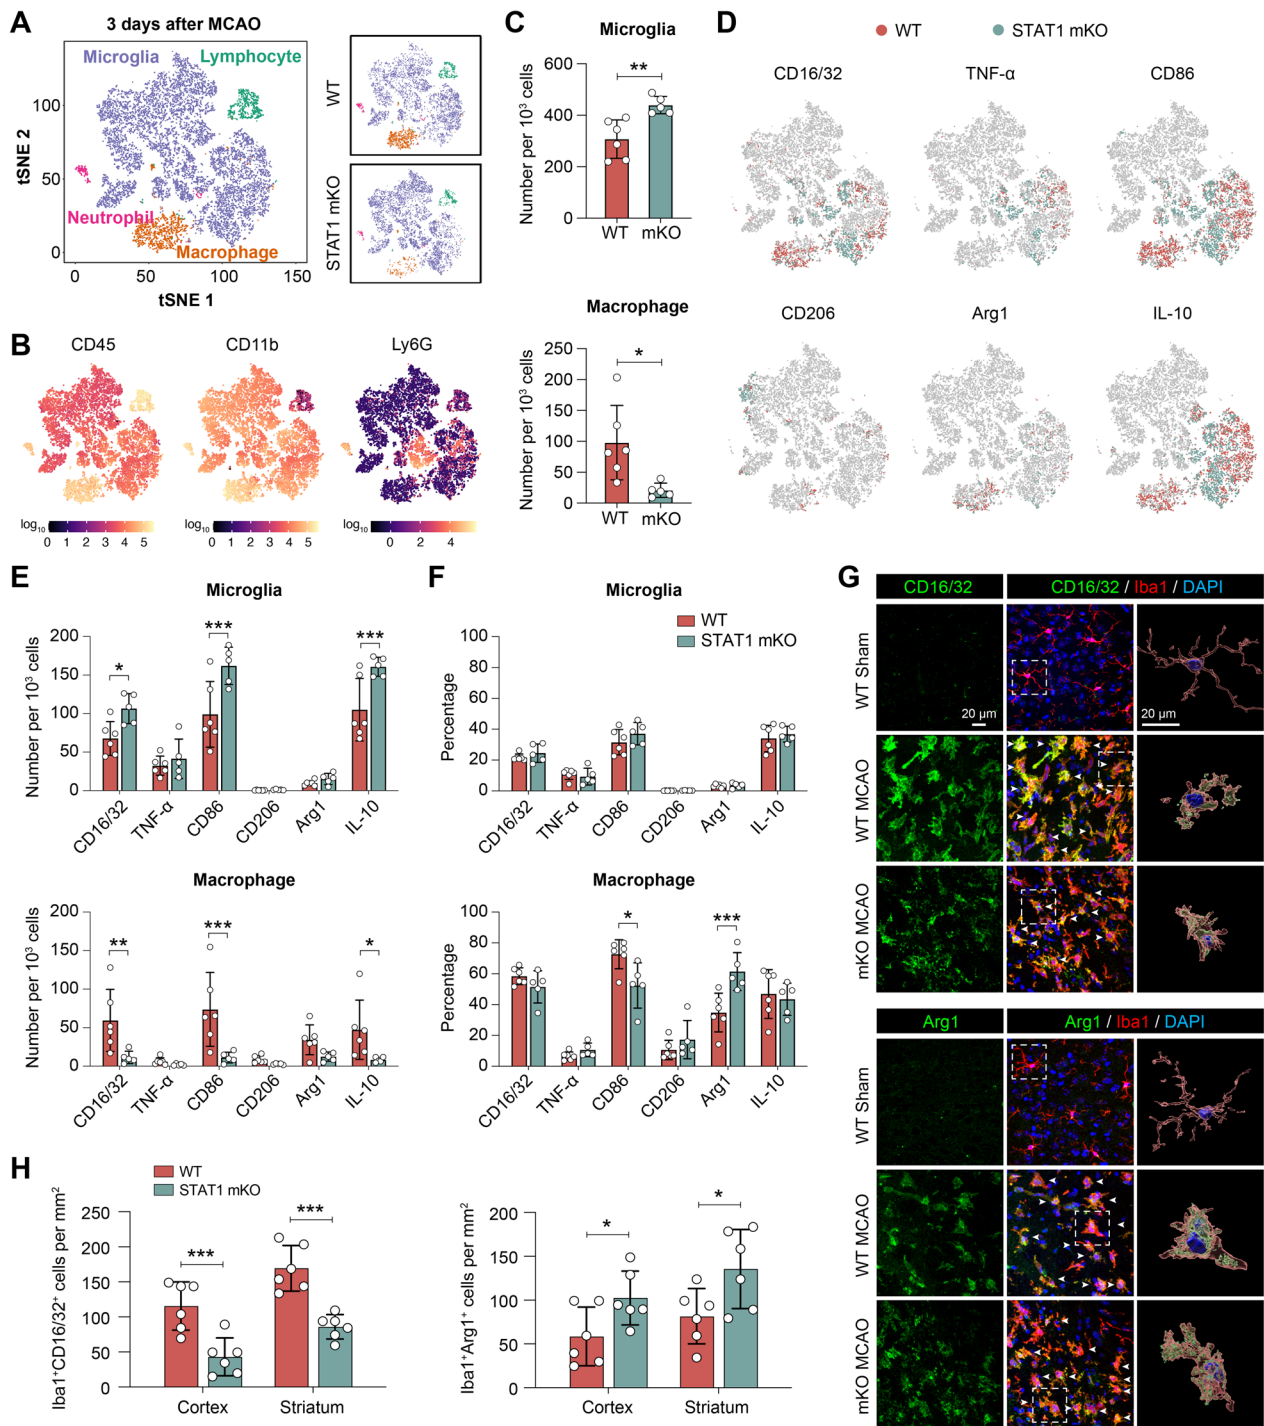 A
3 days after MCAO
Microglia
Lymphocyte
Neutrophil
Macrophage
tSNE 2
100
50
0
0
50
100
150
tSNE 1
WT
STAT1 mKO
B
CD45
CD11b
Ly6G
log10
0 1 2 3 4 5
log10
0 1 2 3 4 5
log10
0 2 4
C
Microglia
Number per 10³ cells
600
400
200
0
**
WT
mKO
Macrophage
Number per 10³ cells
250
200
150
100
50
0
*
WT
mKO
D
WT
STAT1 mKO
CD16/32
TNF-α
CD86
CD206
Arg1
IL-10
E
Microglia
Number per 10³ cells
200
150
100
50
0
*
***
***
CD16/32
TNF-α
CD86
CD206
Arg1
IL-10
Macrophage
Number per 10³ cells
200
150
100
50
0
**
***
*
CD16/32
TNF-α
CD86
CD206
Arg1
IL-10
F
Microglia
WT
STAT1 mKO
Percentage
100
80
60
40
20
0
CD16/32
TNF-α
CD86
CD206
Arg1
IL-10
Macrophage
Percentage
100
80
60
40
20
0
*
***
CD16/32
TNF-α
CD86
CD206
Arg1
IL-10
G
CD16/32
CD16/32 / Iba1 / DAPI
WT Sham
20 μm
20 μm
WT MCAO
mKO MCAO
Arg1
Arg1 / Iba1 / DAPI
WT Sham
WT MCAO
mKO MCAO
H
WT
STAT1 mKO
Iba1⁺CD16/32⁺ cells per mm²
250
200
150
100
50
0
***
***
Cortex
Striatum
Iba1⁺Arg1⁺ cells per mm²
200
150
100
50
0
*
*
Cortex
Striatum